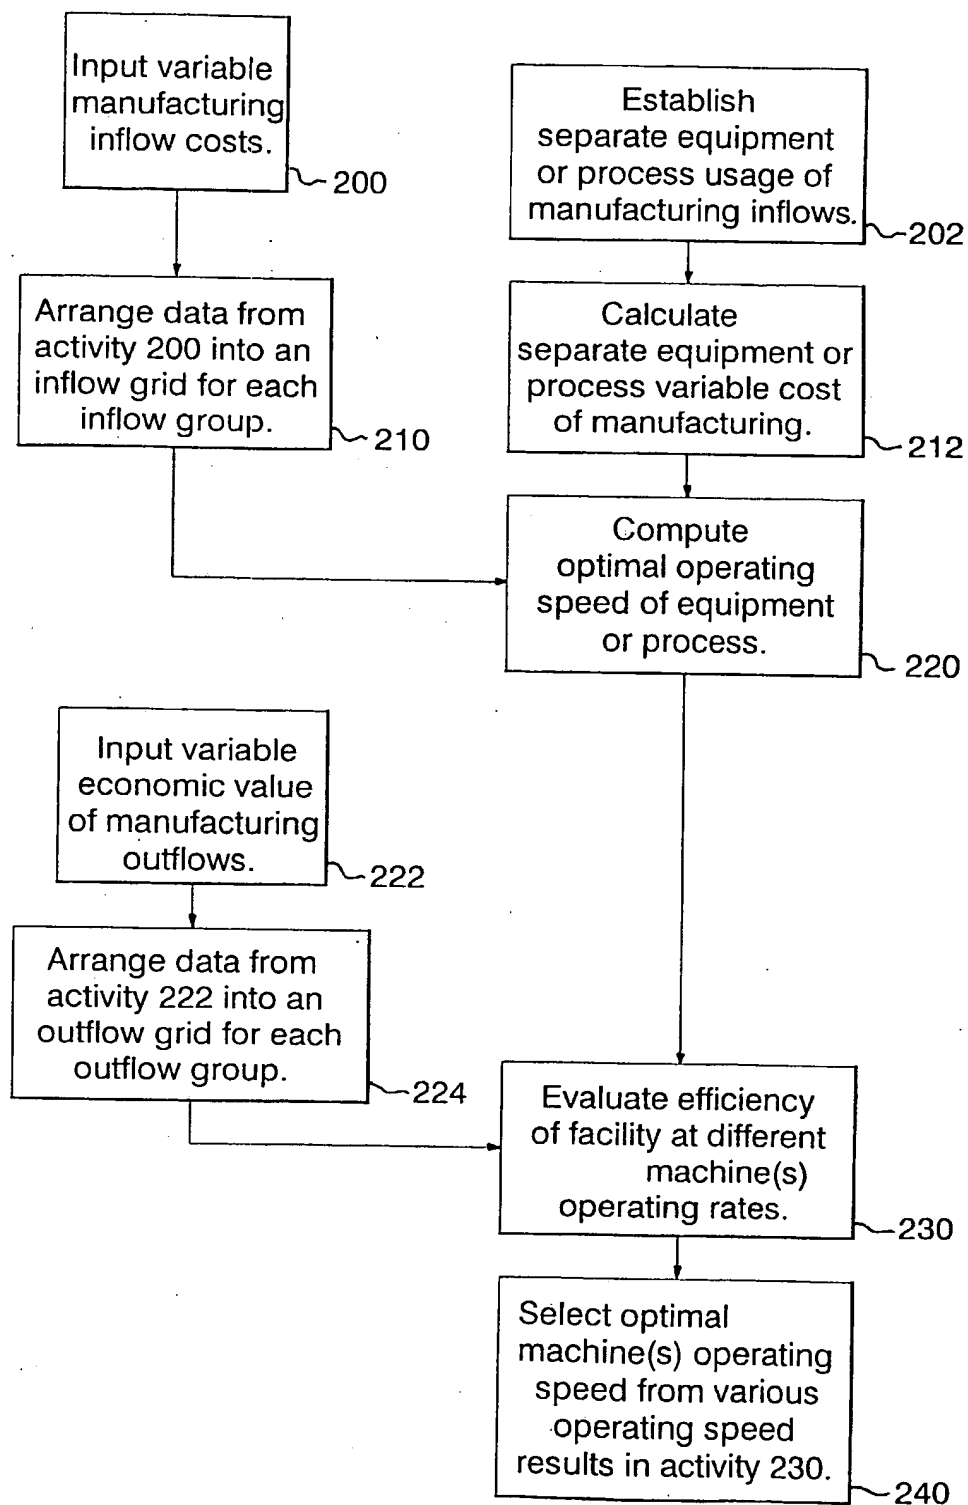 Input variable
manufacturing
inflow costs.
200
Establish
separate equipment
or process usage of
manufacturing inflows.
202
Arrange data from
activity 200 into an
inflow grid for each
inflow group.
210
Calculate
separate equipment or
process variable cost
of manufacturing.
212
Compute
optimal operating
speed of equipment
or process.
220
Input variable
economic value
of manufacturing
outflows.
222
Arrange data from
activity 222 into an
outflow grid for each
outflow group.
224
Evaluate efficiency
of facility at different
machine(s)
operating rates.
230
Select optimal
machine(s) operating
speed from various
operating speed
results in activity 230.
240